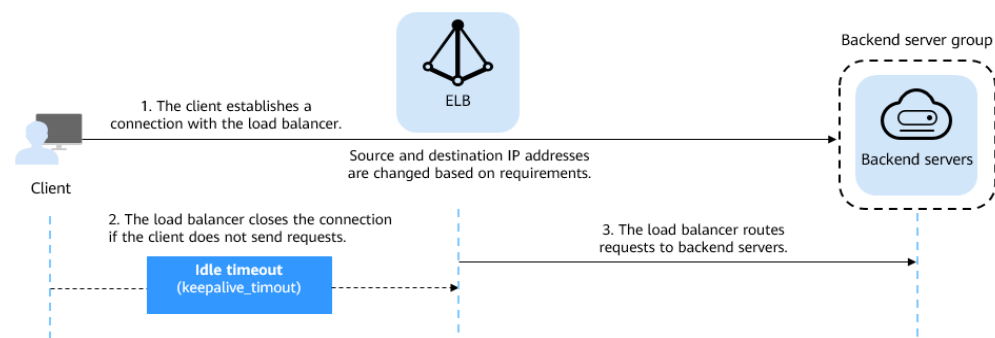 Backend server group
ELB
1. The client establishes a
connection with the load balancer.
Source and destination IP addresses
are changed based on requirements.
Backend servers
Client
2. The load balancer closes the connection
if the client does not send requests.
3. The load balancer routes
requests to backend servers.
Idle timeout
(keepalive_timout)